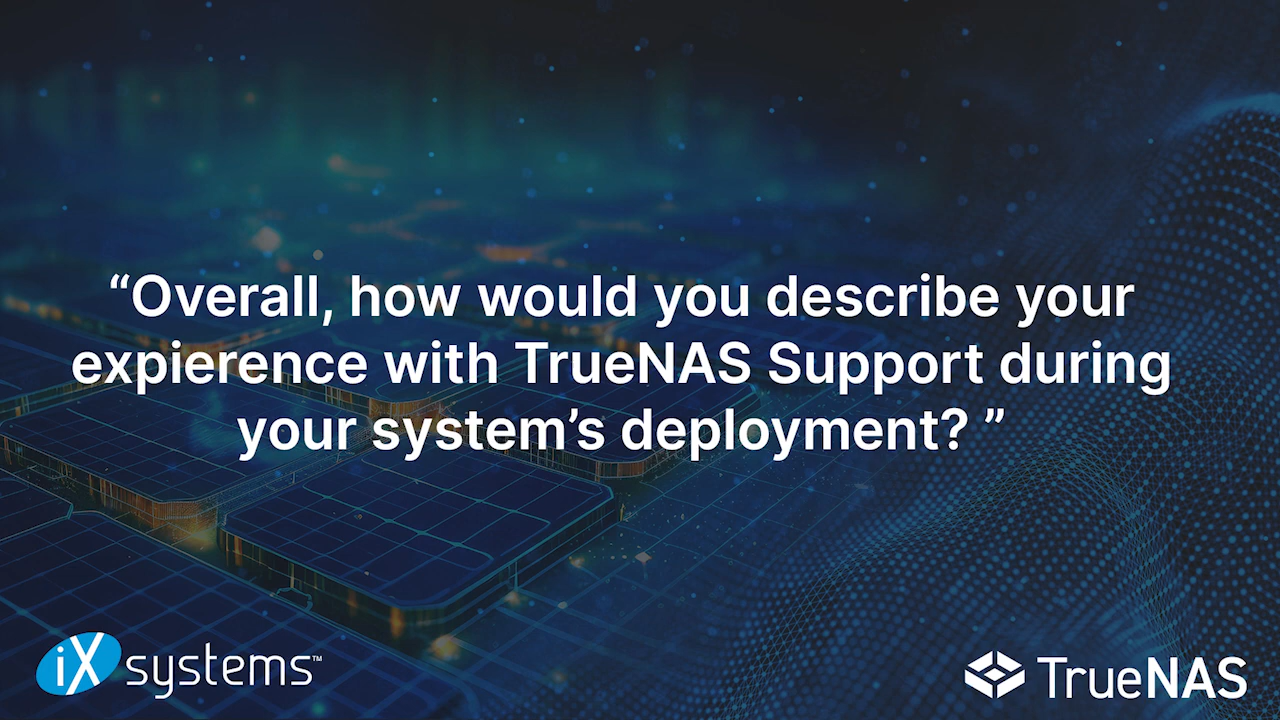 “Overall, how would you describe your
expierence with TrueNAS Support during
your system’s deployment? ”
iX systems™
TrueNAS